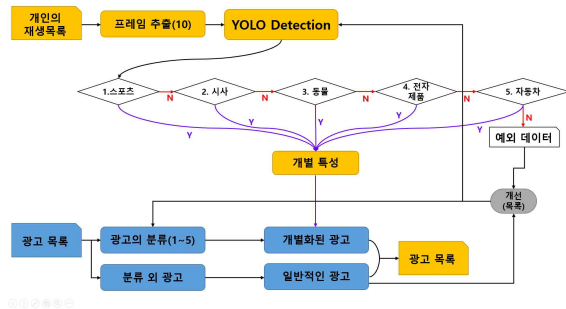 개인의
재생목록
프레임 추출(10)
YOLO Detection
1.스포츠
N
2. 시사
N
3. 동물
N
4. 전자
제품
N
5. 자동차
Y
Y
Y
Y
Y
N
예외 데이터
개별 특성
개선
(목록)
광고 목록
광고의 분류(1~5)
개별화된 광고
광고 목록
분류 외 광고
일반적인 광고